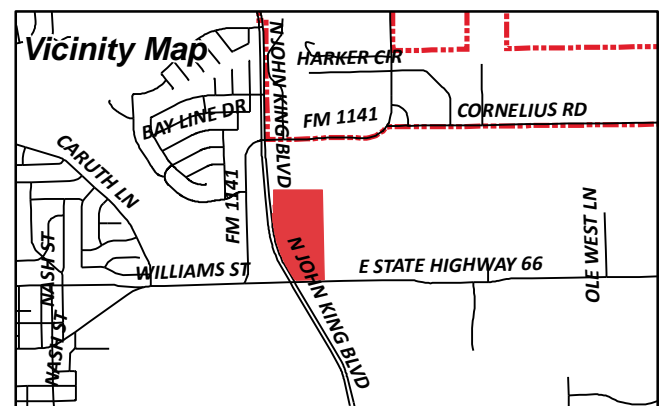 Vicinity Map
N JOHN KING BLVD
HARKER CIR
BAY LINE DR
FM 1141
CORNELIUS RD
CARUTH LN
FM 1141
NASH ST
WILLIAMS ST
N JOHN KING BLVD
E STATE HIGHWAY 66
OLE WEST LN
NASH ST